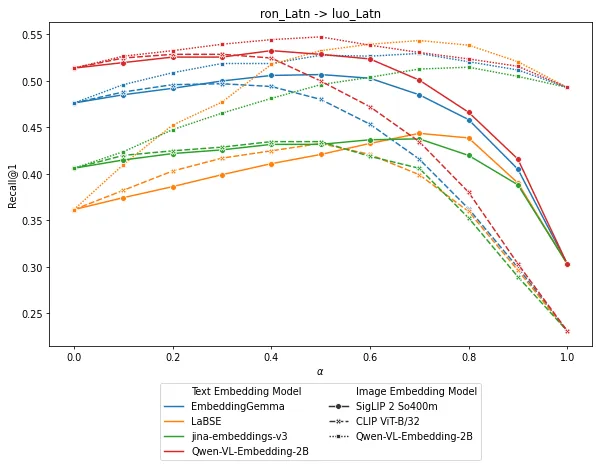 ron_Latn -> luo_Latn
0.55
0.50
0.45
0.40
0.35
0.30
0.25
Recall@1
0.0 0.2 0.4 0.6 0.8 1.0
α
Text Embedding Model Image Embedding Model
EmbeddingGemma SigLIP 2 So400m
LaBSE CLIP ViT-B/32
jina-embeddings-v3 Qwen-VL-Embedding-2B
Qwen-VL-Embedding-2B